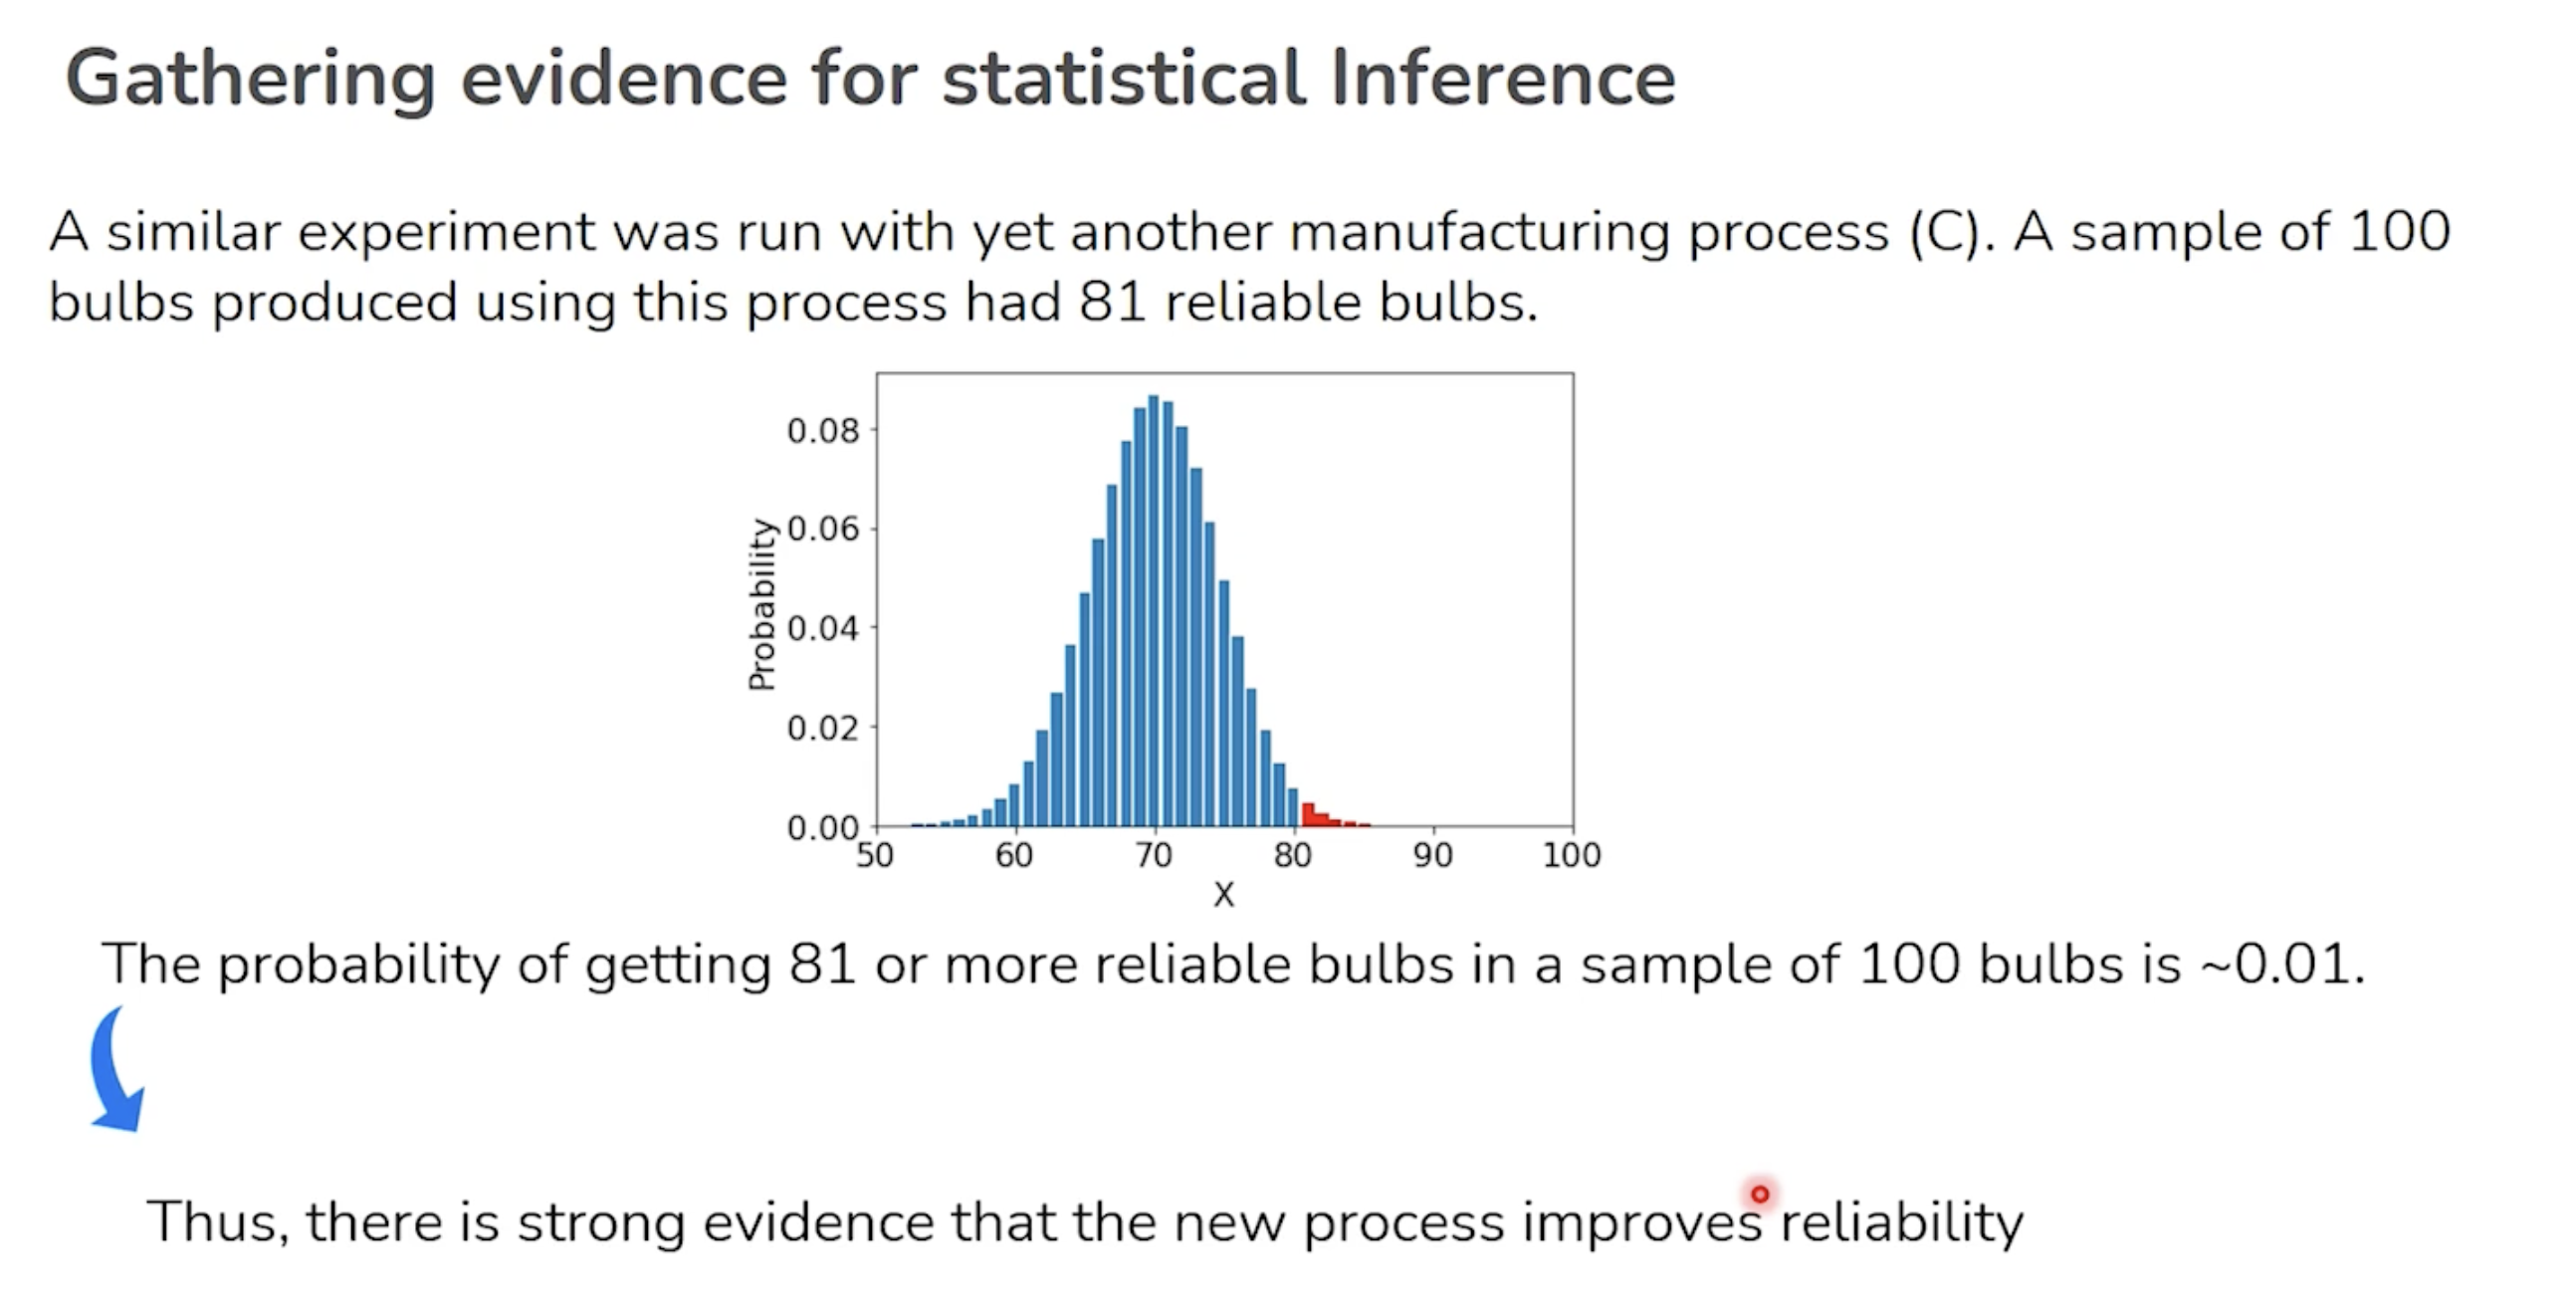 Gathering evidence for statistical Inference
A similar experiment was run with yet another manufacturing process (C). A sample of 100
bulbs produced using this process had 81 reliable bulbs.
0.08
0.06
0.04
0.02
0.00
Probability
50 60 70 80 90 100
X
The probability of getting 81 or more reliable bulbs in a sample of 100 bulbs is ~0.01.
Thus, there is strong evidence that the new process improves reliability